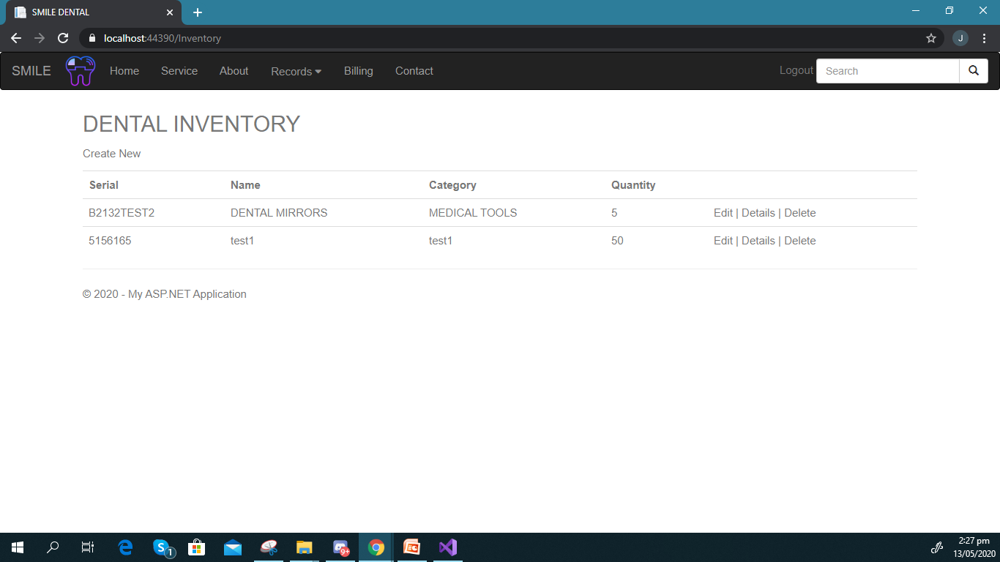 SMILE DENTAL
localhost:44390/Inventory
J
SMILE Home Service About Records Billing Contact Logout Search
DENTAL INVENTORY
Create New
Serial Name Category Quantity
B2132TEST2 DENTAL MIRRORS MEDICAL TOOLS 5 Edit | Details | Delete
5156165 test1 test1 50 Edit | Details | Delete
© 2020 - My ASP.NET Application
1
9+
2:27 pm
13/05/2020